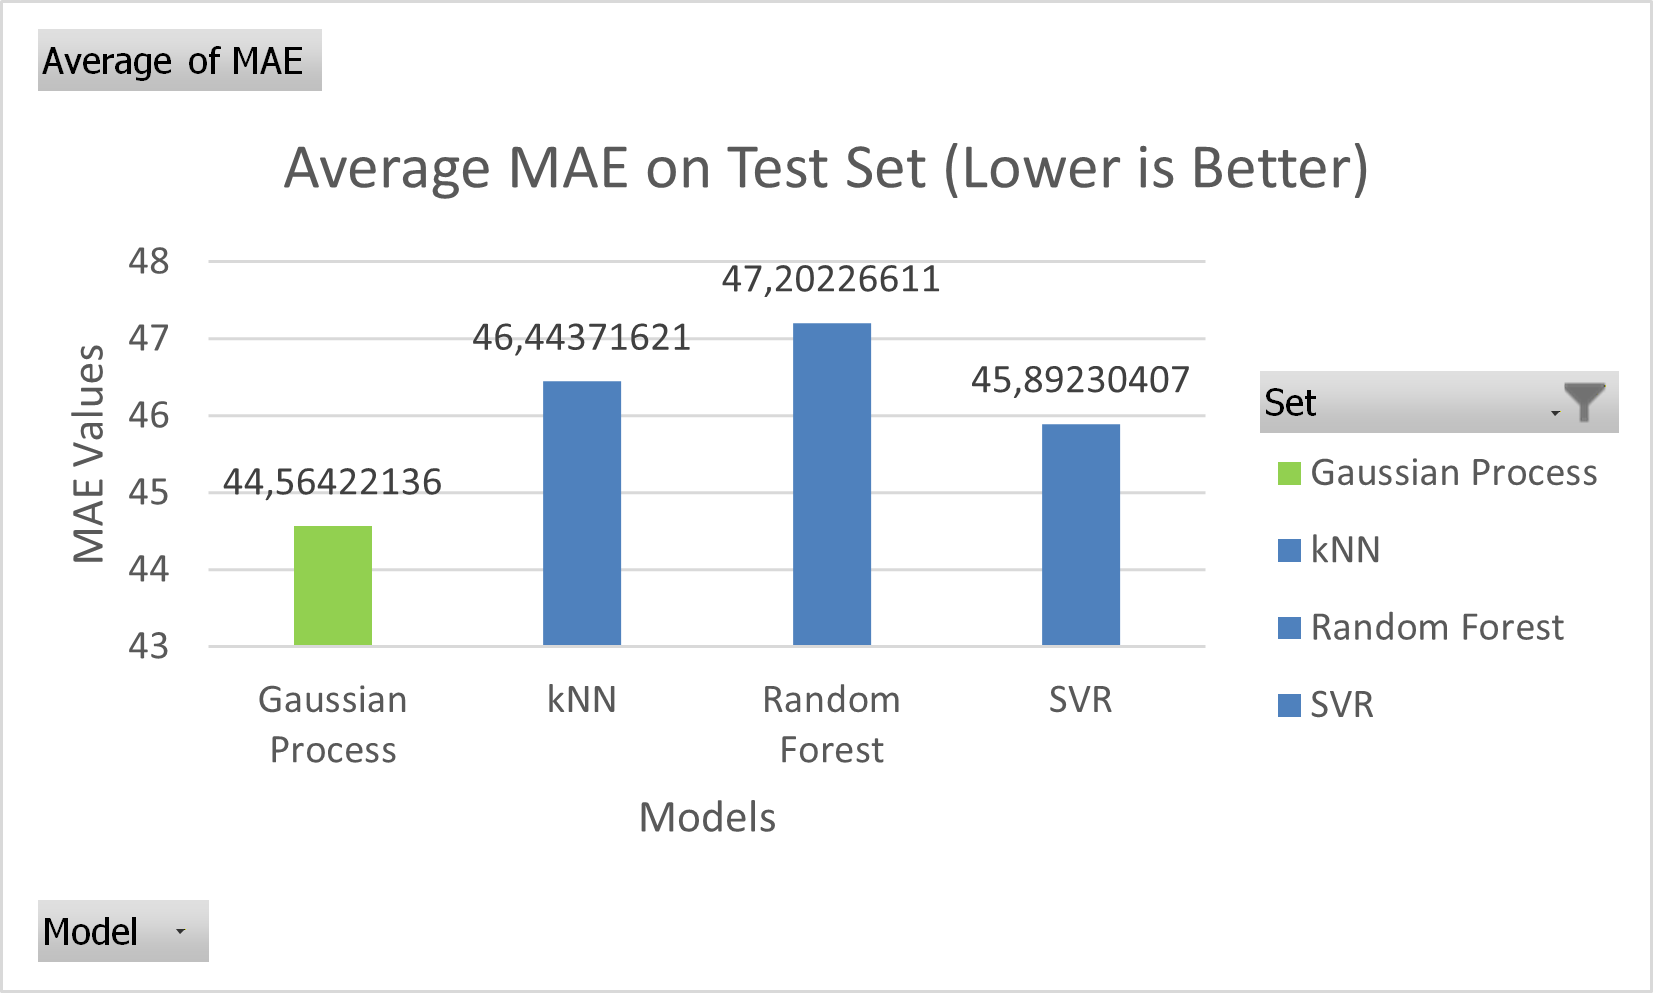 Average of MAE
Average MAE on Test Set (Lower is Better)
48
47
46
45
44
43
MAE Values
44,56422136
46,44371621
47,20226611
45,89230407
Gaussian
Process
kNN
Random
Forest
SVR
Models
Set
Gaussian Process
kNN
Random Forest
SVR
Model